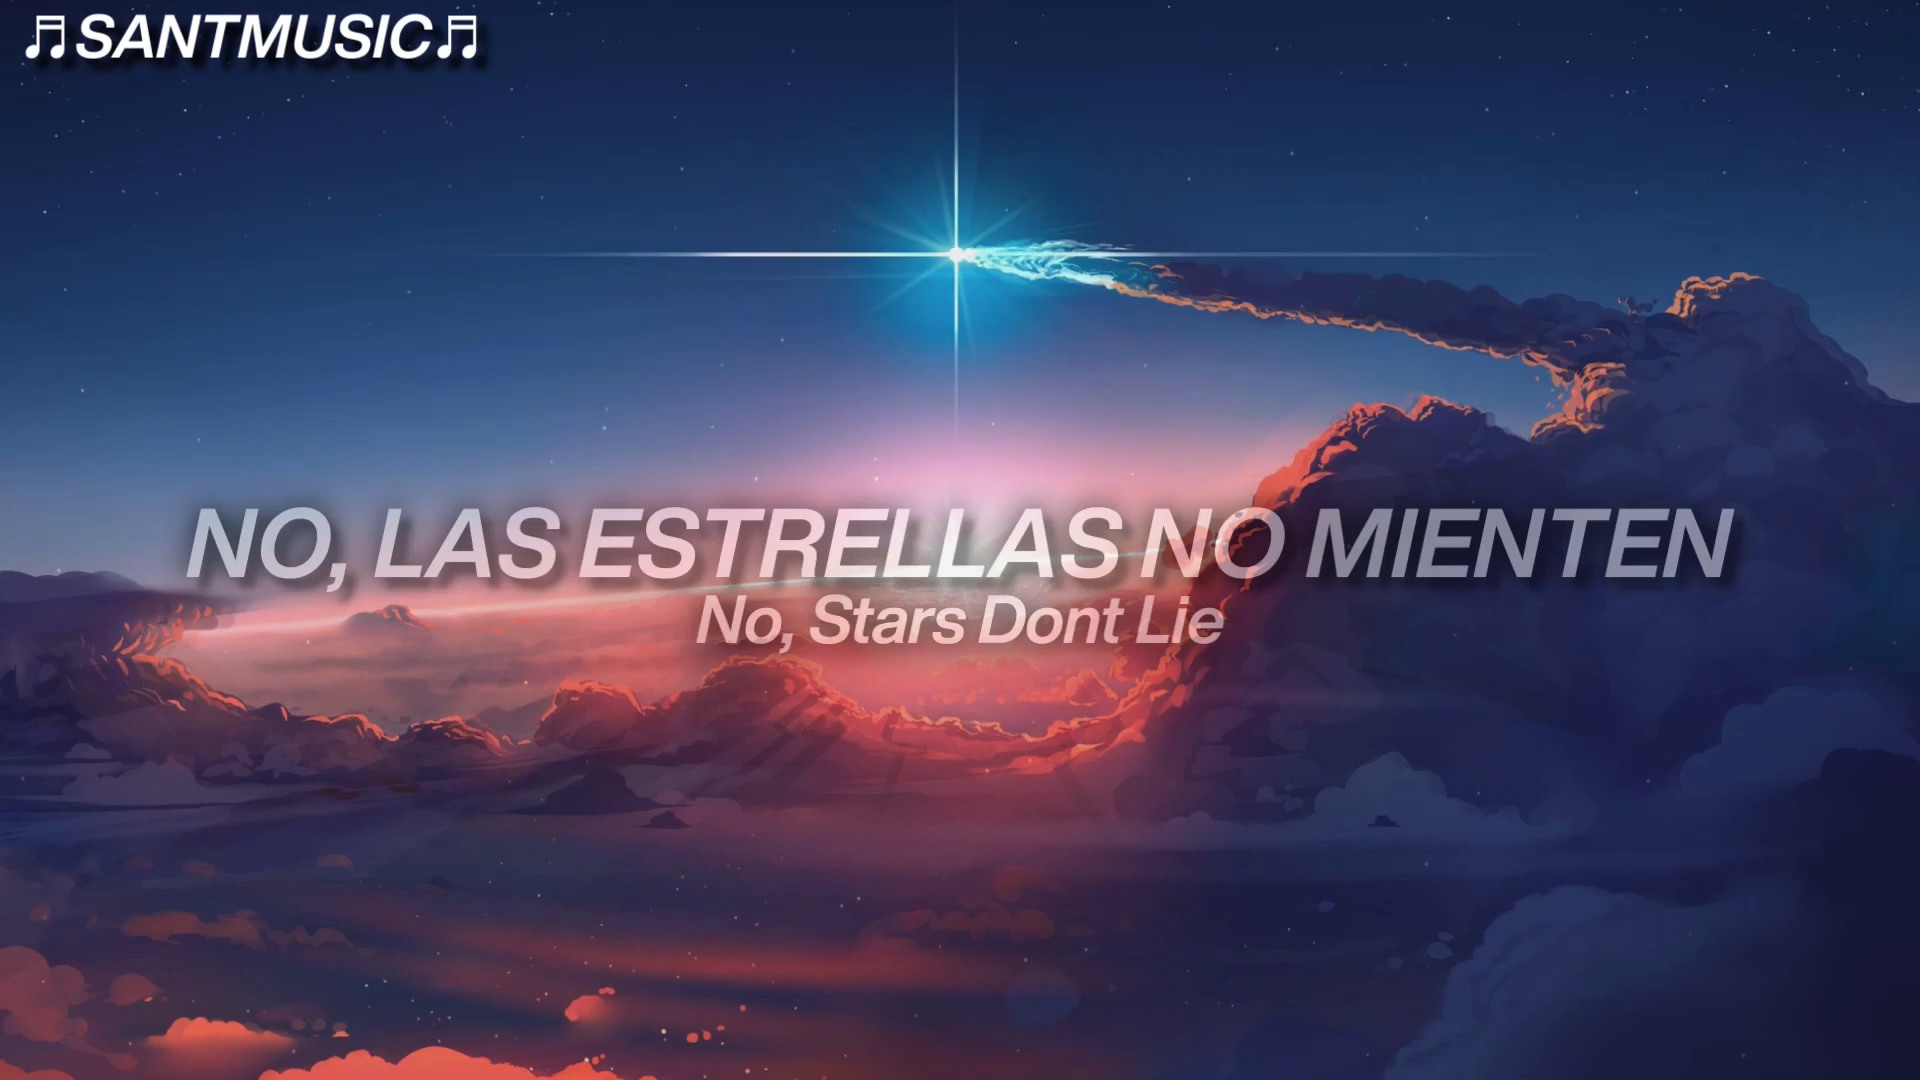 ♬SANTMUSIC♬
NO, LAS ESTRELLAS NO MIENTEN
No, Stars Dont Lie